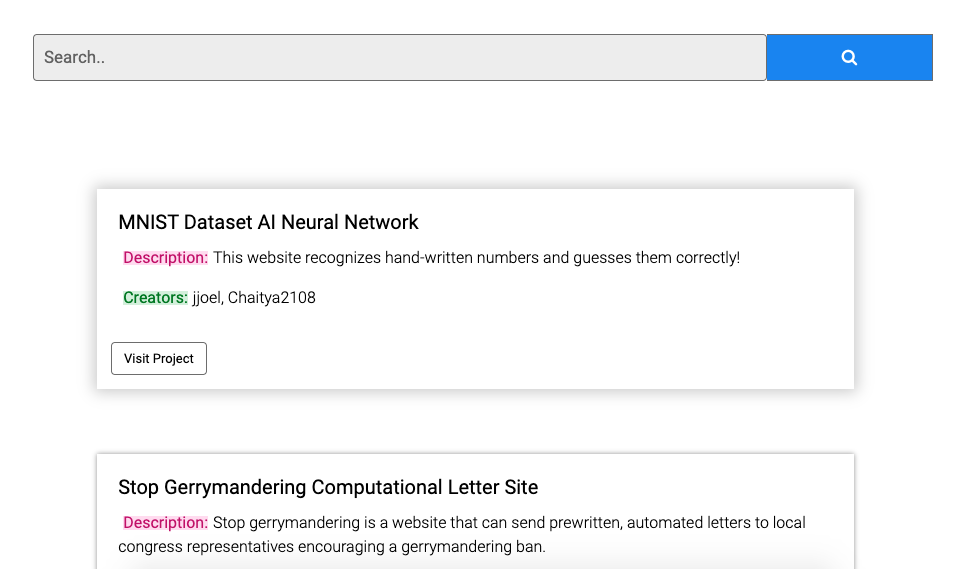 Search..
MNIST Dataset AI Neural Network
Description: This website recognizes hand-written numbers and guesses them correctly!
Creators: jjoel, Chaitya2108
Visit Project
Stop Gerrymandering Computational Letter Site
Description: Stop gerrymandering is a website that can send prewritten, automated letters to local
congress representatives encouraging a gerrymandering ban.